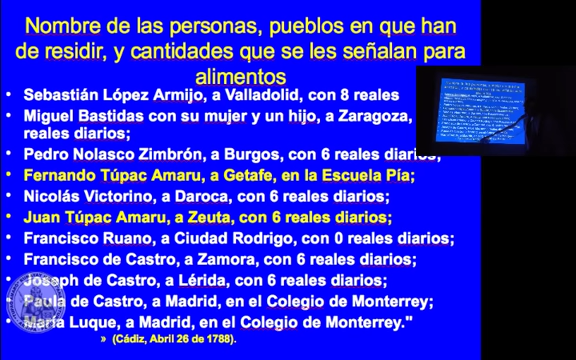 Nombre de las personas, pueblos en que han
de residir, y cantidades que se les señalan para
alimentos
• Sebastián López Armijo, a Valladolid, con 8 reales
• Miguel Bastidas con su mujer y un hijo, a Zaragoza,
reales diarios;
• Pedro Nolasco Zimbrón, a Burgos, con 6 reales diarios;
• Fernando Túpac Amaru, a Getafe, en la Escuela Pía;
• Nicolás Victorino, a Daroca, con 6 reales diarios;
• Juan Túpac Amaru, a Zeuta, con 6 reales diarios;
• Francisco Ruano, a Ciudad Rodrigo, con 0 reales diarios;
• Francisco de Castro, a Zamora, con 6 reales diarios;
• Joseph de Castro, a Lérida, con 6 reales diarios;
• Paula de Castro, a Madrid, en el Colegio de Monterrey;
• María Luque, a Madrid, en el Colegio de Monterrey."
» (Cádiz, Abril 26 de 1788).